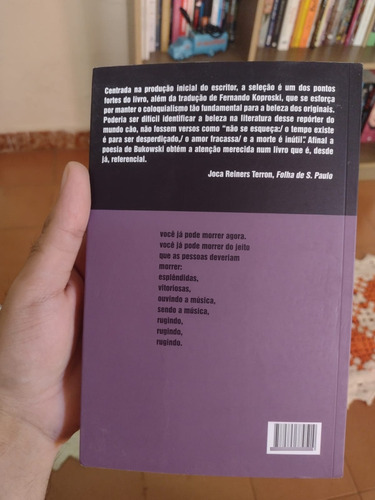 Centrada na produção inicial do escritor, a seleção é um dos pontos
fortes do livro, além da tradução de Fernando Koproski, que se esforça
por manter o coloquialismo tão fundamental para a beleza dos originais.
Poderia ser difícil identificar a beleza na literatura desse repórter do
mundo cão, não fossem versos como “não se esqueça:/ o tempo existe
é para ser desperdiçado,/ o amor fracassa/ e a morte é inútil”. Afinal a
poesia de Bukowski obtém a atenção merecida num livro que é, desde
já, referencial.
Joca Reiners Terron, Folha de S. Paulo
você já pode morrer agora.
você já pode morrer do jeito
que as pessoas deveriam
morrer:
esplêndidas,
vitoriosas,
ouvindo a música,
sendo a música,
rugindo,
rugindo,
rugindo.